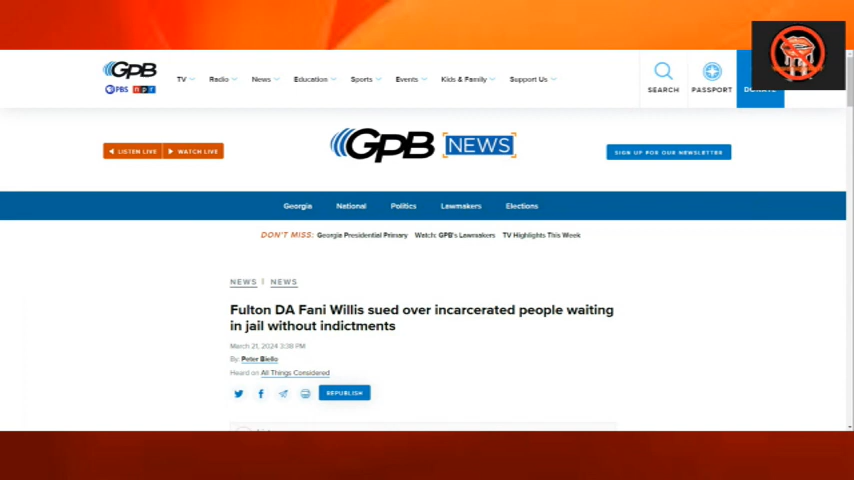 GPB
PBS npr
TV Radio News Education Sports Events Kids & Family Support Us
SEARCH PASSPORT DONATE
LISTEN LIVE WATCH LIVE
GPB NEWS
SIGN UP FOR OUR NEWSLETTER
Georgia National Politics Lawmakers Elections
DON'T MISS: Georgia Presidential Primary Watch: GPB's Lawmakers TV Highlights This Week
NEWS | NEWS
Fulton DA Fani Willis sued over incarcerated people waiting
in jail without indictments
March 21, 2024 3:38 PM
By: Peter Biello
Heard on All Things Considered
REPUBLISH